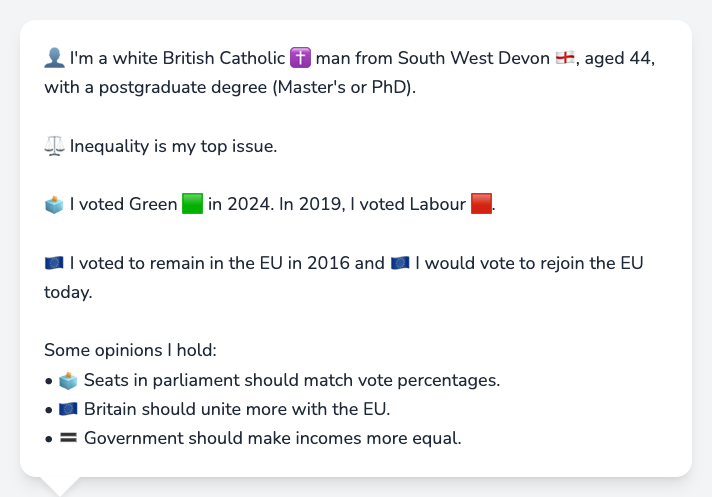 👤 I'm a white British Catholic ✝️ man from South West Devon 🏴󠁧󠁢󠁥󠁮󠁧󠁿, aged 44,
with a postgraduate degree (Master's or PhD).
⚖️ Inequality is my top issue.
🗳️ I voted Green 🟩 in 2024. In 2019, I voted Labour 🟥.
🇪🇺 I voted to remain in the EU in 2016 and 🇪🇺 I would vote to rejoin the EU
today.
Some opinions I hold:
• 🗳️ Seats in parliament should match vote percentages.
• 🇪🇺 Britain should unite more with the EU.
• 🟰 Government should make incomes more equal.